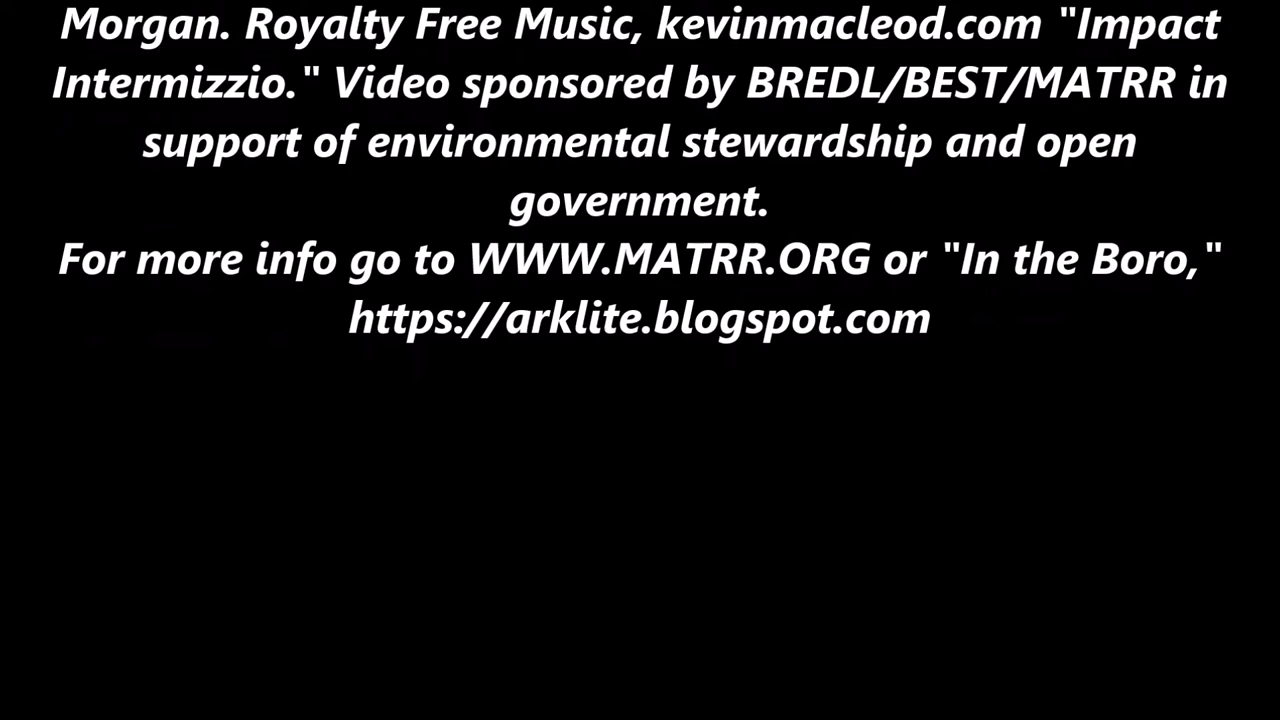 Morgan. Royalty Free Music, kevinmacleod.com "Impact
Intermizzio." Video sponsored by BREDL/BEST/MATRR in
support of environmental stewardship and open
government.
For more info go to WWW.MATRR.ORG or "In the Boro,"
https://arklite.blogspot.com